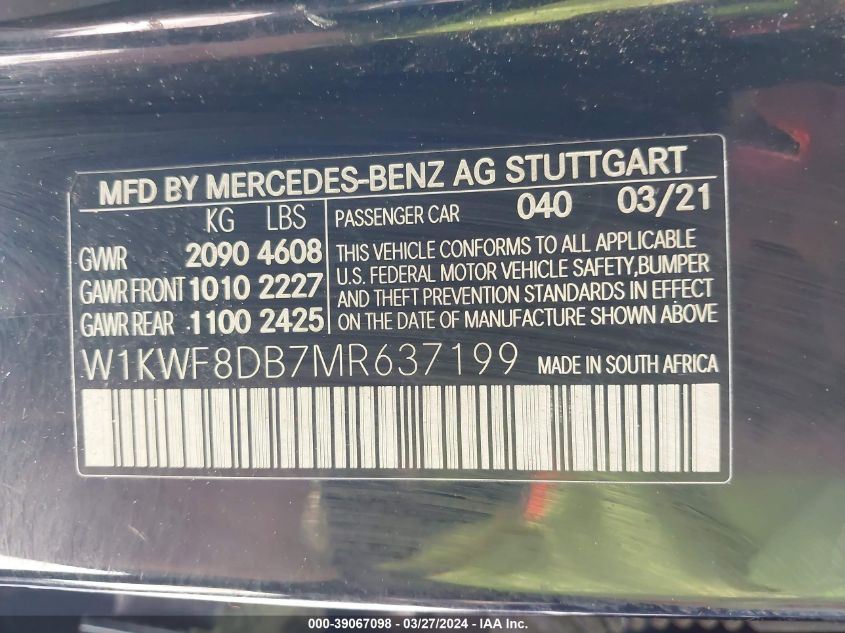 MFD BY MERCEDES-BENZ AG STUTTGART
KG LBS
GVWR 2090 4608
GAWR FRONT 1010 2227
GAWR REAR 1100 2425
PASSENGER CAR 040 03/21
THIS VEHICLE CONFORMS TO ALL APPLICABLE
U.S. FEDERAL MOTOR VEHICLE SAFETY,BUMPER
AND THEFT PREVENTION STANDARDS IN EFFECT
ON THE DATE OF MANUFACTURE SHOWN ABOVE
W1KWF8DB7MR637199 MADE IN SOUTH AFRICA
000-39067098 / 03/27/2024 - IAA Inc.